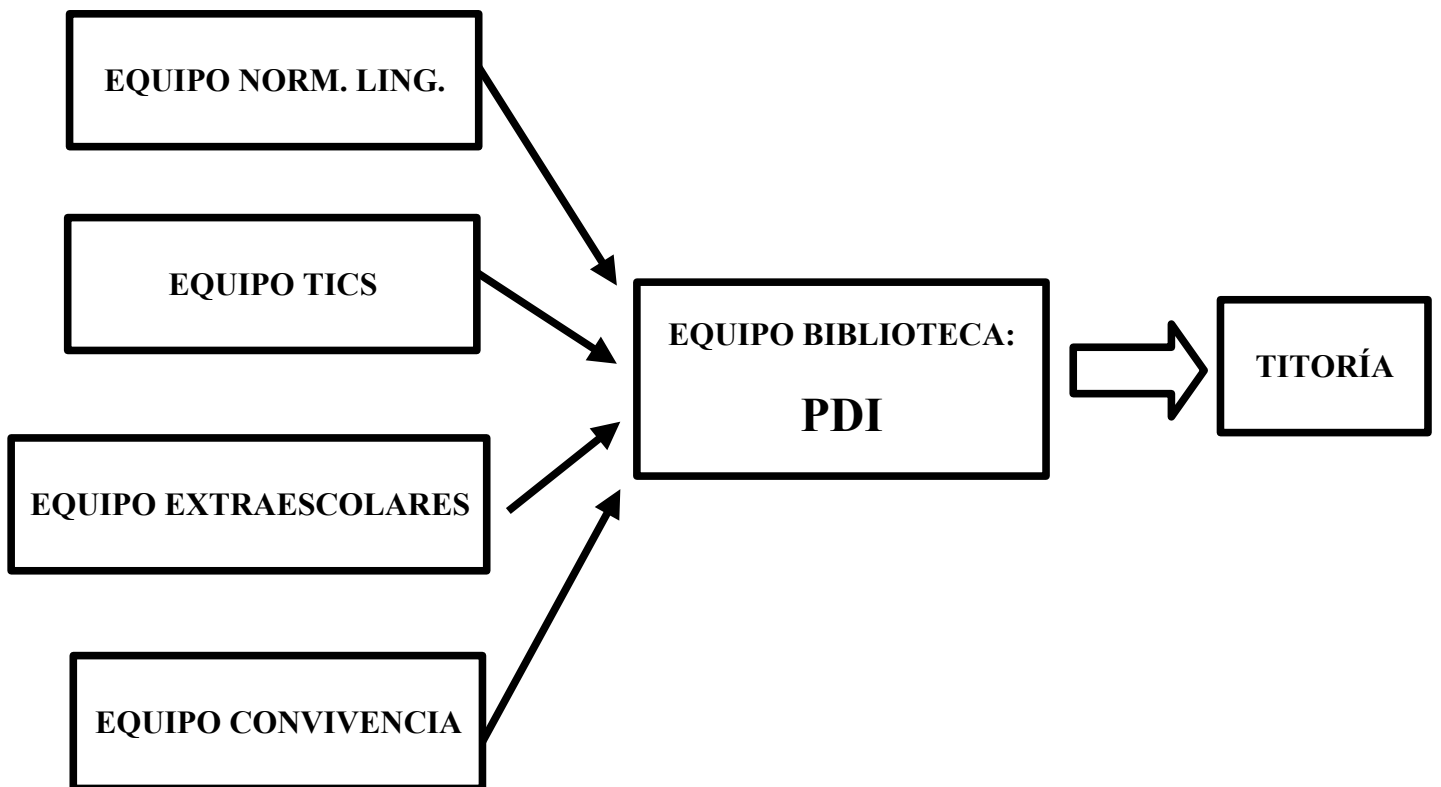 EQUIPO NORM. LING.
EQUIPO TICS
EQUIPO EXTRAESCOLARES
EQUIPO CONVIVENCIA
EQUIPO BIBLIOTECA:
PDI
TITORÍA